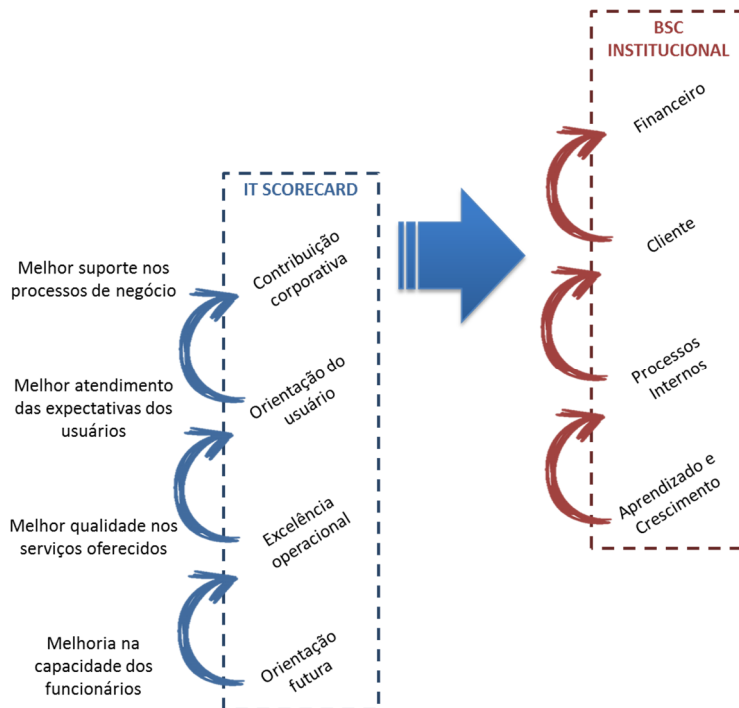 BSC
INSTITUCIONAL
Financeiro
Cliente
Processos
Internos
Aprendizado e
Crescimento
IT SCORECARD
Contribuição
corporativa
Orientação do
usuário
Excelência
operacional
Orientação
futura
Melhor suporte nos
processos de negócio
Melhor atendimento
das expectativas dos
usuários
Melhor qualidade nos
serviços oferecidos
Melhoria na
capacidade dos
funcionários